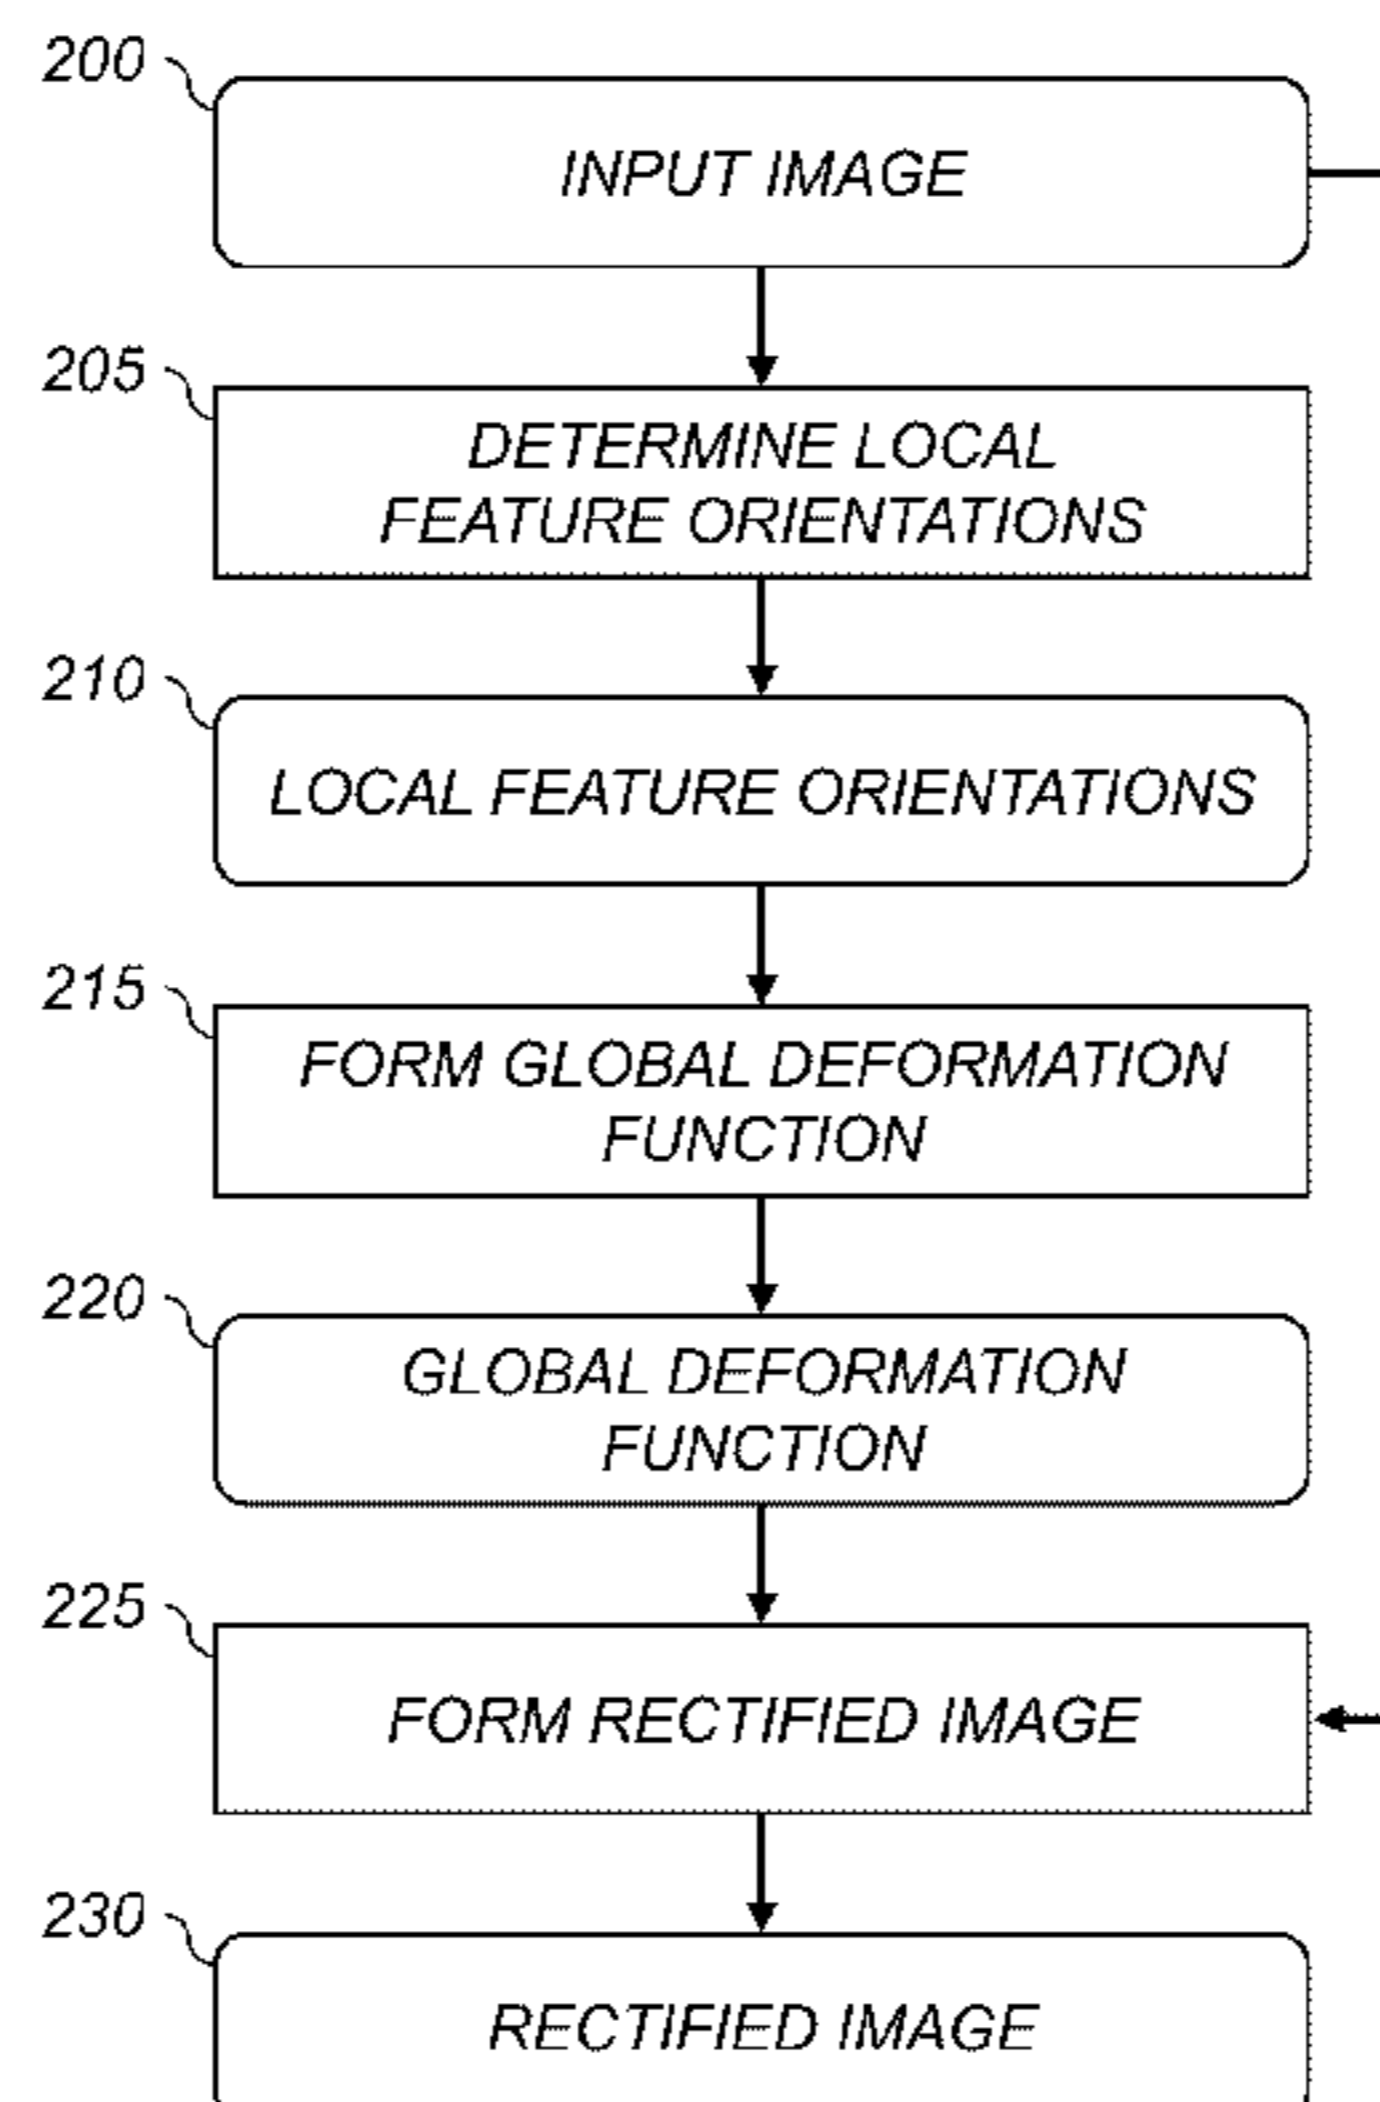 200
INPUT IMAGE
205
DETERMINE LOCAL
FEATURE ORIENTATIONS
210
LOCAL FEATURE ORIENTATIONS
215
FORM GLOBAL DEFORMATION
FUNCTION
220
GLOBAL DEFORMATION
FUNCTION
225
FORM RECTIFIED IMAGE
230
RECTIFIED IMAGE